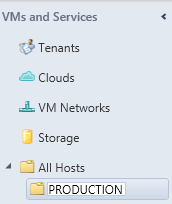 VMs and Services
Tenants
Clouds
VM Networks
Storage
All Hosts
PRODUCTION